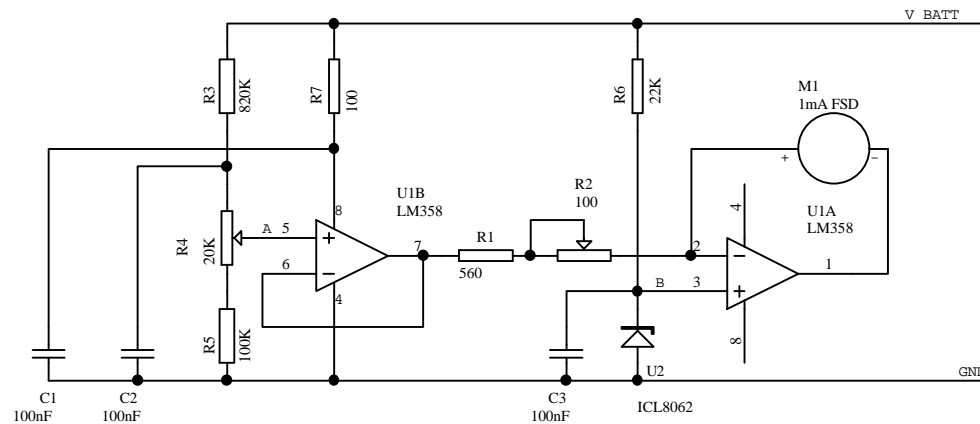 V BATT
R3
820K
R7
100
R6
22K
M1
1mA FSD
+
-
R4
20K
A
5
+
6
-
8
4
7
U1B
LM358
R1
560
R2
100
2
-
B
3
+
4
8
1
U1A
LM358
R5
100K
C1
100nF
C2
100nF
C3
100nF
U2
ICL8062
GND